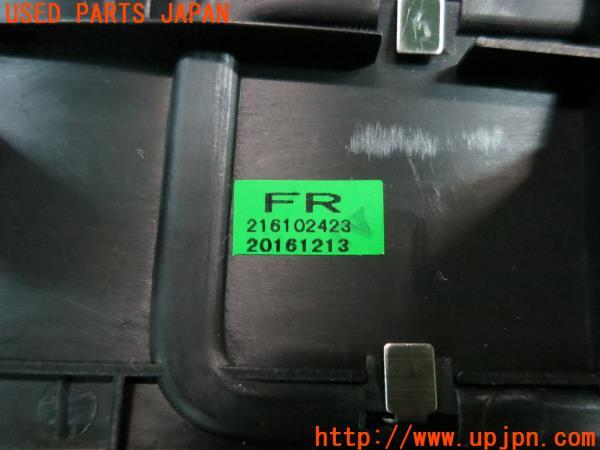 USED PARTS JAPAN
FR
216102423
20161213
http://www.upjpn.com